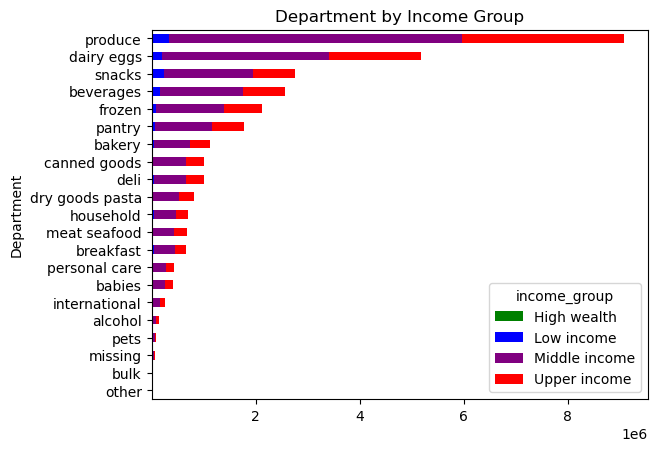 Department by Income Group
produce
dairy eggs
snacks
beverages
frozen
pantry
bakery
canned goods
deli
dry goods pasta
household
meat seafood
breakfast
personal care
babies
international
alcohol
pets
missing
bulk
other
Department
income_group
High wealth
Low income
Middle income
Upper income
2
4
6
8
1e6